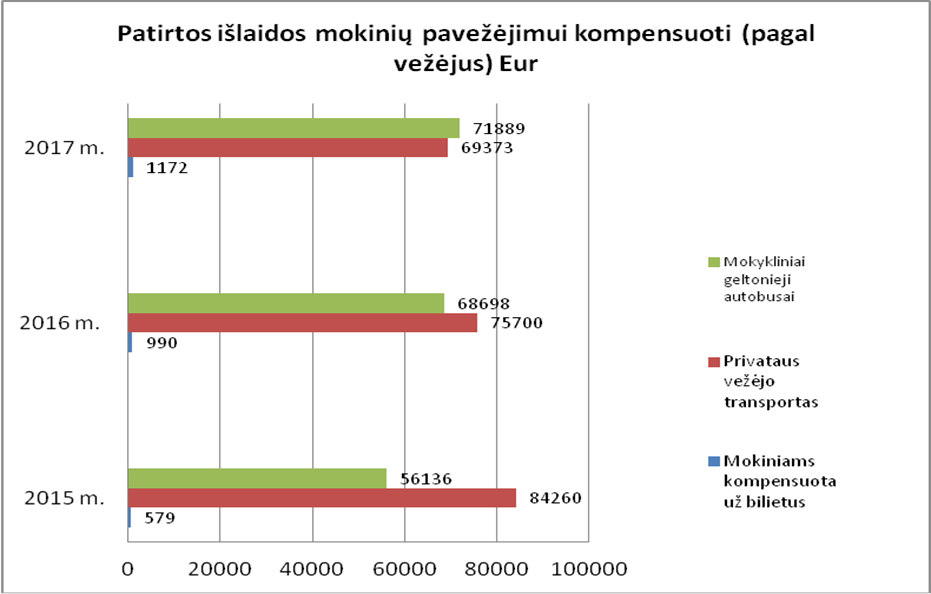 Patirtos išlaidos mokinių pavežėjimui kompensuoti (pagal
vežėjus) Eur
2017 m.
71889
69373
1172
2016 m.
68698
75700
990
2015 m.
56136
84260
579
0 20000 40000 60000 80000 100000
Mokykliniai
geltonieji
autobusai
Privataus
vežėjo
transportas
Mokiniams
kompensuota
už bilietus